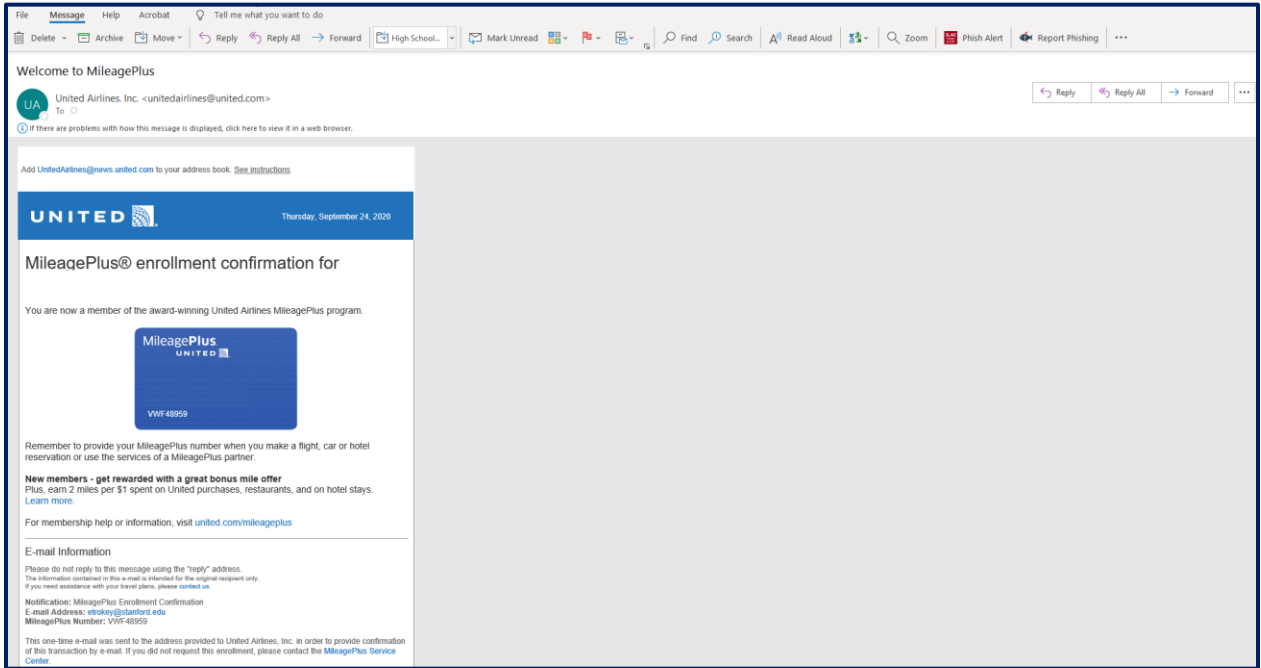 File Message Help Acrobat Tell me what you want to do
Delete Archive Move Reply Reply All Forward High School... Mark Unread Find Search Read Aloud Zoom Phish Alert Report Phishing ...
Welcome to MileagePlus
UA United Airlines. Inc. <unitedairlines@united.com>
To
Reply Reply All Forward ...
If there are problems with how this message is displayed, click here to view it in a web browser.
Add UnitedAirlines@news.united.com to your address book. See instructions.
UNITED Thursday, September 24, 2020
MileagePlus® enrollment confirmation for
You are now a member of the award-winning United Airlines MileagePlus program.
MileagePlus
UNITED
VWF48959
Remember to provide your MileagePlus number when you make a flight, car or hotel
reservation or use the services of a MileagePlus partner.
New members - get rewarded with a great bonus mile offer
Plus, earn 2 miles per $1 spent on United purchases, restaurants, and on hotel stays.
Learn more.
For membership help or information, visit united.com/mileageplus
E-mail Information
Please do not reply to this message using the "reply" address.
The information contained in this e-mail is intended for the original recipient only.
If you need assistance with your travel plans, please contact us.
Notification: MileagePlus Enrollment Confirmation
E-mail Address: etrokey@stanford.edu
MileagePlus Number: VWF48959
This one-time e-mail was sent to the address provided to United Airlines, Inc. in order to provide confirmation
of this transaction by e-mail. If you did not request this enrollment, please contact the MileagePlus Service
Center.